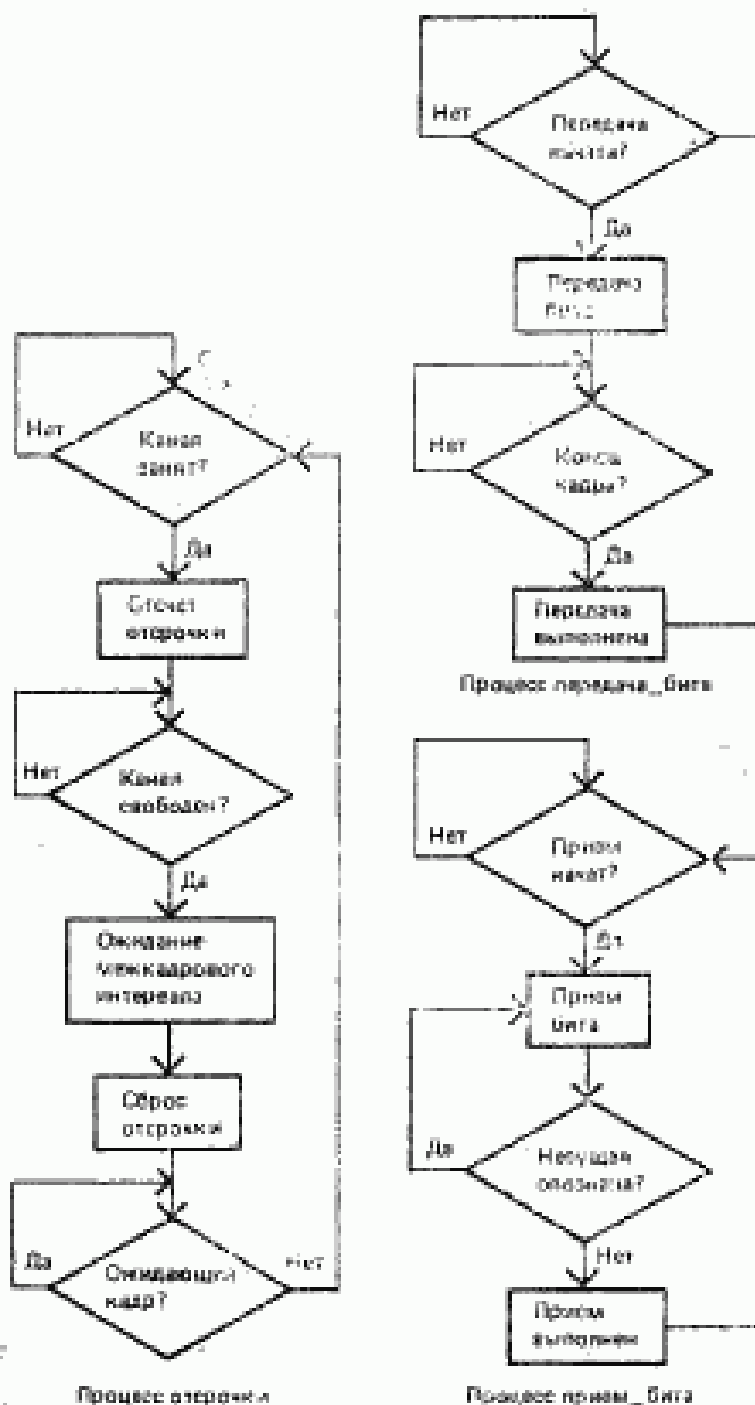 Нет
Канал
занят?
Да
Отсчет
отсрочки
Нет
Канал
свободен?
Да
Ожидание
межкадрового
интервала
Сброс
отсрочки
Да
Ожидающий
кадр?
Нет
Процесс отсрочки
Нет
Передача
начата?
Да
Передача
бита
Нет
Конец
кадра?
Да
Передача
выполнена
Процесс передача_бита
Нет
Прием
начат?
Да
Прием
бита
Да
Несущая
опознана?
Нет
Прием
выполнен
Процесс прием_бита